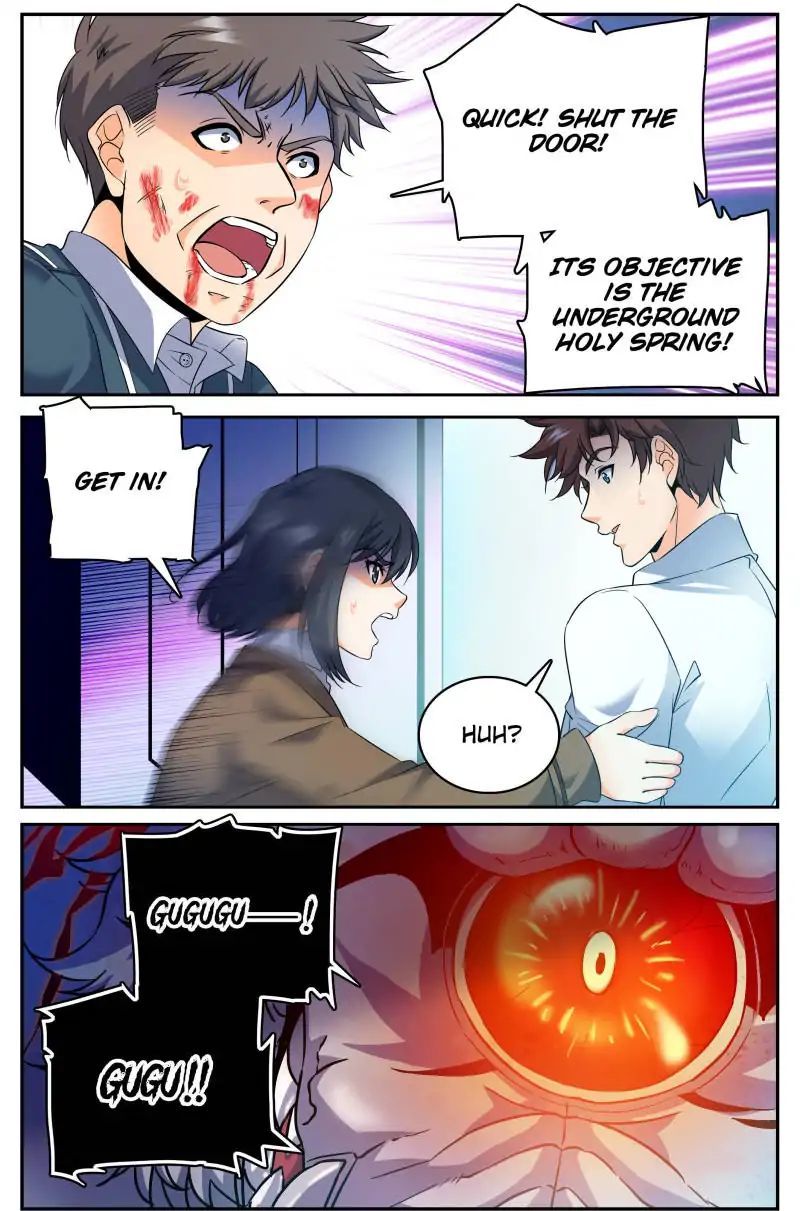 QUICK! SHUT THE
DOOR!
ITS OBJECTIVE
IS THE
UNDERGROUND
HOLY SPRING!
GET IN!
HUH?
GUGUGU——!
GUGU!!